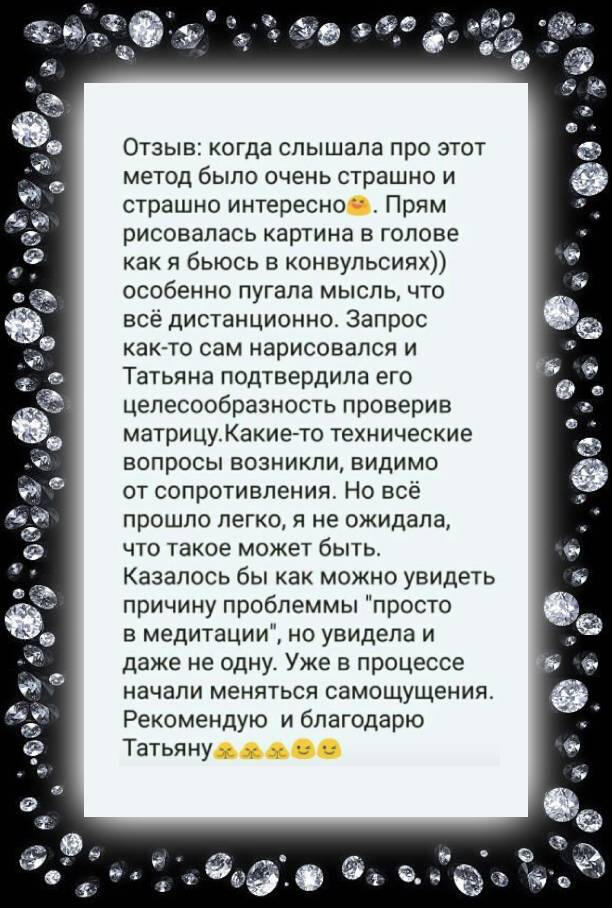 Отзыв: когда слышала про этот
метод было очень страшно и
страшно интересно😆. Прям
рисовалась картина в голове
как я бьюсь в конвульсиях))
особенно пугала мысль, что
всё дистанционно. Запрос
как-то сам нарисовался и
Татьяна подтвердила его
целесообразность проверив
матрицу.Какие-то технические
вопросы возникли, видимо
от сопротивления. Но всё
прошло легко, я не ожидала,
что такое может быть.
Казалось бы как можно увидеть
причину проблеммы "просто
в медитации", но увидела и
даже не одну. Уже в процессе
начали меняться самощущения.
Рекомендую и благодарю
Татьяну🙏🙏🙏😉😉